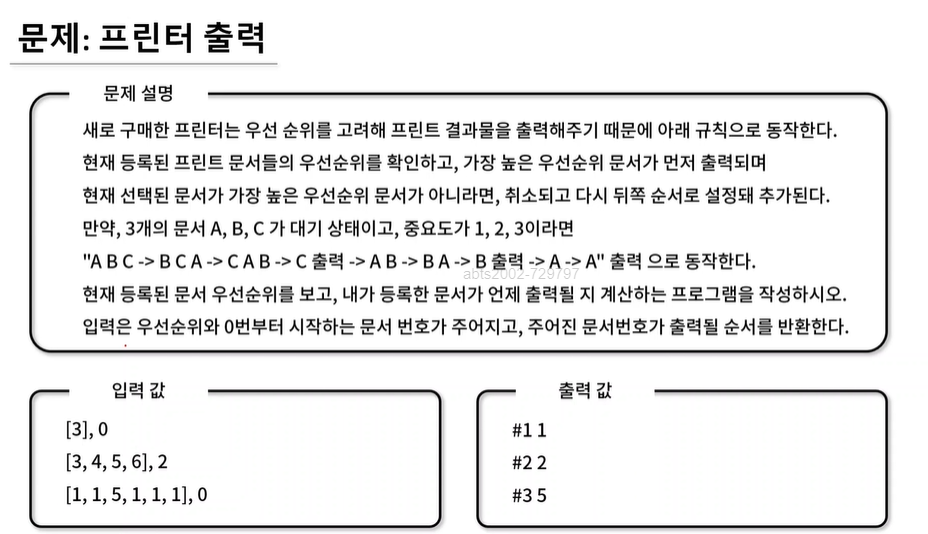 문제: 프린터 출력
문제 설명
새로 구매한 프린터는 우선 순위를 고려해 프린트 결과물을 출력해주기 때문에 아래 규칙으로 동작한다.
현재 등록된 프린트 문서들의 우선순위를 확인하고, 가장 높은 우선순위 문서가 먼저 출력되며
현재 선택된 문서가 가장 높은 우선순위 문서가 아니라면, 취소되고 다시 뒤쪽 순서로 설정돼 추가된다.
만약, 3개의 문서 A, B, C 가 대기 상태이고, 중요도가 1, 2, 3이라면
"A B C -> B C A -> C A B -> C 출력 -> A B -> B A -> B 출력 -> A -> A" 출력 으로 동작한다.
abts2002-729797
현재 등록된 문서 우선순위를 보고, 내가 등록한 문서가 언제 출력될 지 계산하는 프로그램을 작성하시오.
입력은 우선순위와 0번부터 시작하는 문서 번호가 주어지고, 주어진 문서번호가 출력될 순서를 반환한다.
입력 값
[3], 0
[3, 4, 5, 6], 2
[1, 1, 5, 1, 1, 1], 0
출력 값
#1 1
#2 2
#3 5